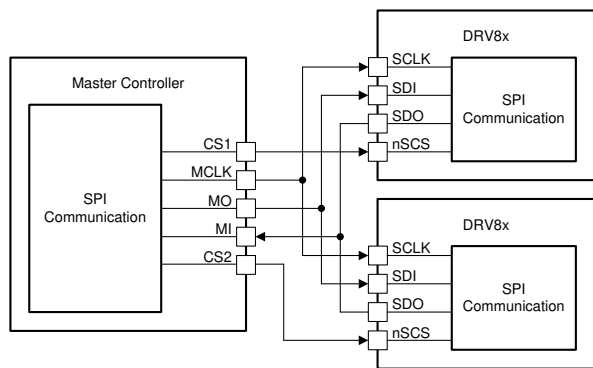 Master Controller
SPI
Communication
CS1
MCLK
MO
MI
CS2
DRV8x
SCLK
SDI
SDO
nSCS
SPI
Communication
DRV8x
SCLK
SDI
SDO
nSCS
SPI
Communication